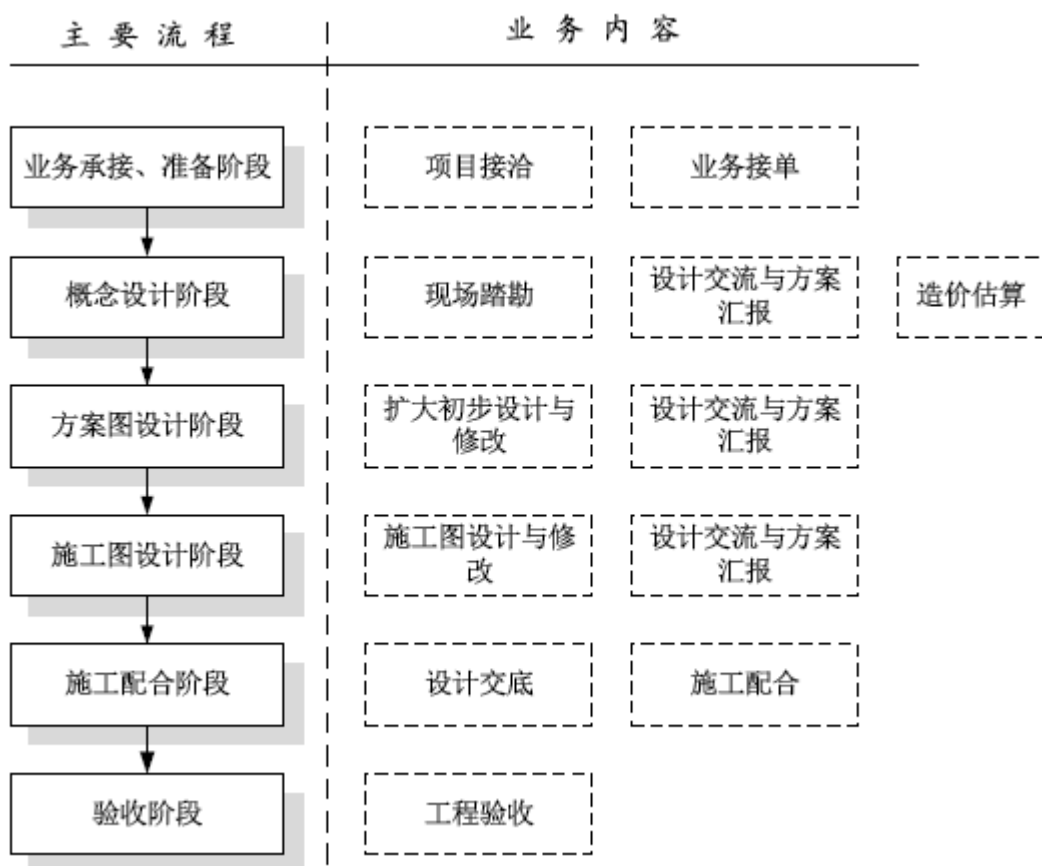 主要流程
业务内容
业务承接、准备阶段
项目接洽
业务接单
概念设计阶段
现场踏勘
设计交流与方案
汇报
造价估算
方案图设计阶段
扩大初步设计与
修改
设计交流与方案
汇报
施工图设计阶段
施工图设计与修
改
设计交流与方案
汇报
施工配合阶段
设计交底
施工配合
验收阶段
工程验收